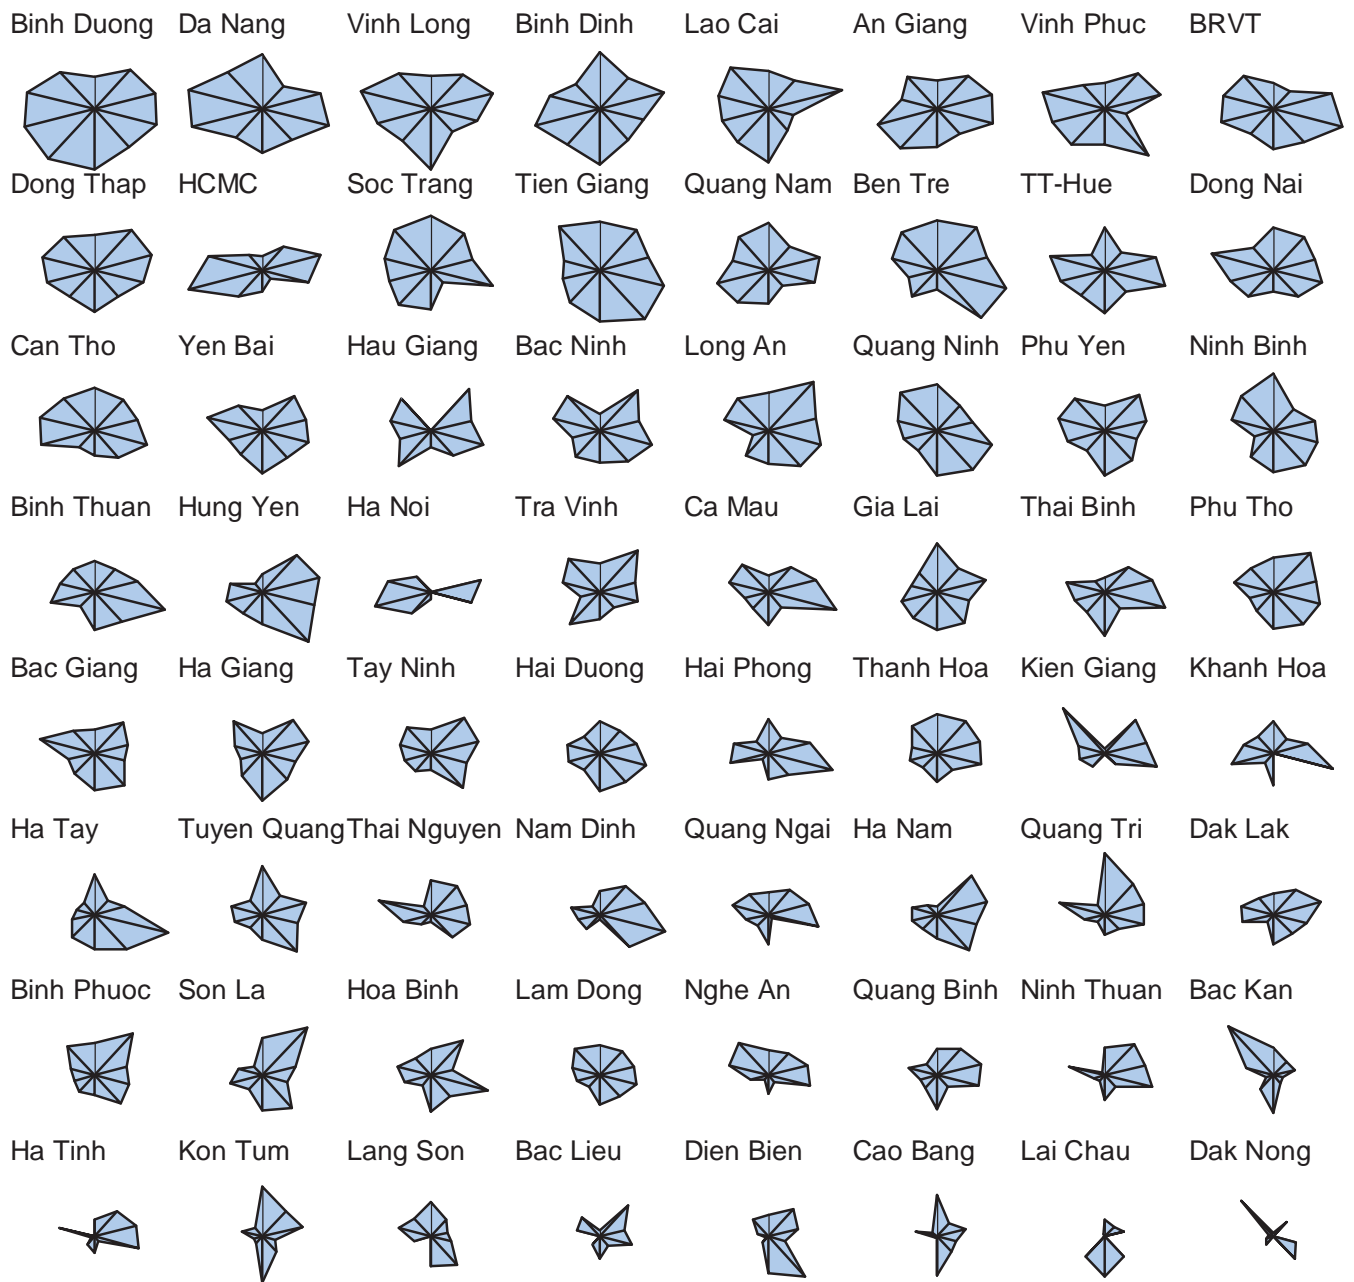 Binh Duong Da Nang Vinh Long Binh Dinh Lao Cai An Giang Vinh Phuc BRVT
Dong Thap HCMC Soc Trang Tien Giang Quang Nam Ben Tre TT-Hue Dong Nai
Can Tho Yen Bai Hau Giang Bac Ninh Long An Quang Ninh Phu Yen Ninh Binh
Binh Thuan Hung Yen Ha Noi Tra Vinh Ca Mau Gia Lai Thai Binh Phu Tho
Bac Giang Ha Giang Tay Ninh Hai Duong Hai Phong Thanh Hoa Kien Giang Khanh Hoa
Ha Tay Tuyen Quang Thai Nguyen Nam Dinh Quang Ngai Ha Nam Quang Tri Dak Lak
Binh Phuoc Son La Hoa Binh Lam Dong Nghe An Quang Binh Ninh Thuan Bac Kan
Ha Tinh Kon Tum Lang Son Bac Lieu Dien Bien Cao Bang Lai Chau Dak Nong